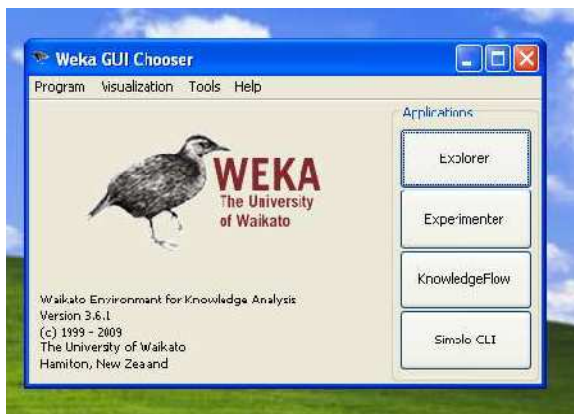 Weka GUI Chooser
Program Visualization Tools Help
Applications
WEKA
The University
of Waikato
Explorer
Experimenter
KnowledgeFlow
Simple CLI
Waikato Environment for Knowledge Analysis
Version 3.6.1
(c) 1999 - 2009
The University of Waikato
Hamilton, New Zealand